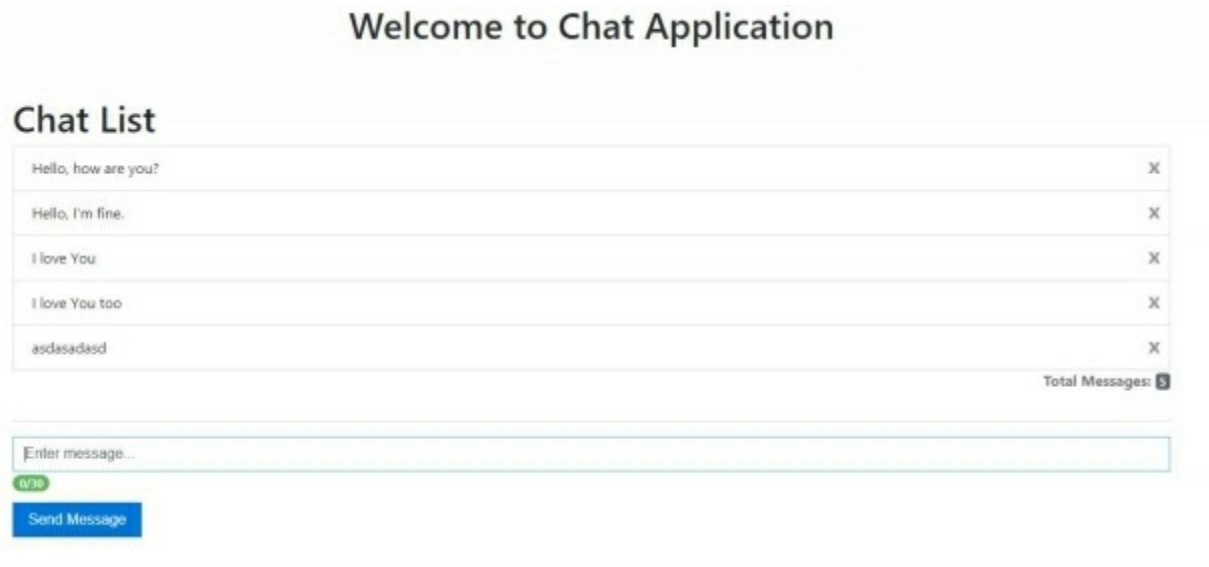 Welcome to Chat Application
Chat List
Hello, how are you? X
Hello, I'm fine. X
I love You X
I love You too X
asdasadasd X
Total Messages: 5
Enter message...
0/30
Send Message